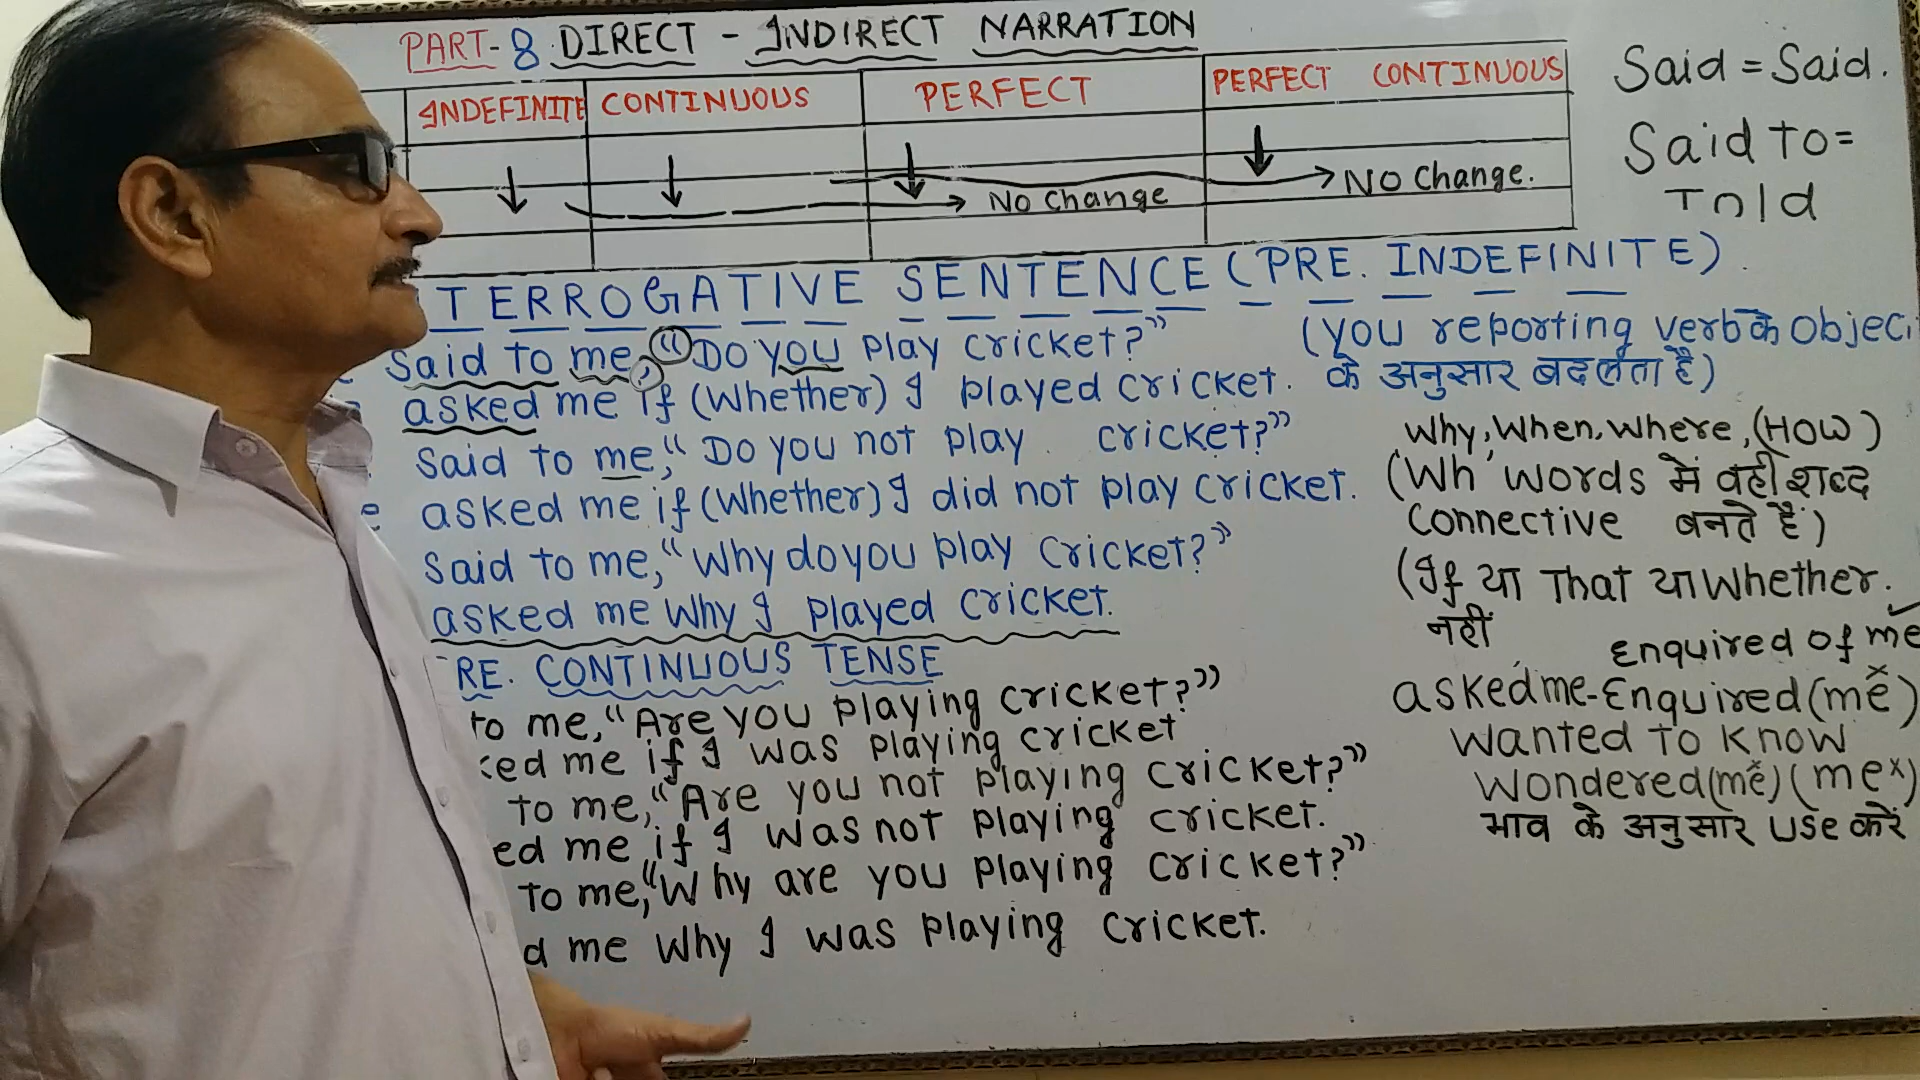 PART-8 DIRECT - INDIRECT NARRATION
INDEFINITE CONTINUOUS PERFECT PERFECT CONTINUOUS
No change
No change.
Said = Said.
Said to =
Told
TERROGATIVE SENTENCE (PRE. INDEFINITE).
said to me, "Do you play cricket?"
asked me if (whether) I played cricket.
said to me, "Do you not play cricket?"
e asked me if (whether) I did not play cricket.
said to me, "Why do you play cricket?"
asked me why I played cricket.
RE. CONTINUOUS TENSE
to me, "Are you playing cricket?"
ked me if I was playing cricket
to me, "Are you not playing cricket?"
ed me if I was not playing cricket.
to me, "Why are you playing cricket?"
d me why I was playing cricket.
(you reporting verb के objec
के अनुसार बदलता है)
Why, When, Where, (HOW)
(Wh' words में वही शब्द
connective बनते हैं)
(If या That या whether.
नहीं
enquired of me
asked me - Enquired (me x)
wanted to know
wondered (me x) (me x)
भाव के अनुसार use करें